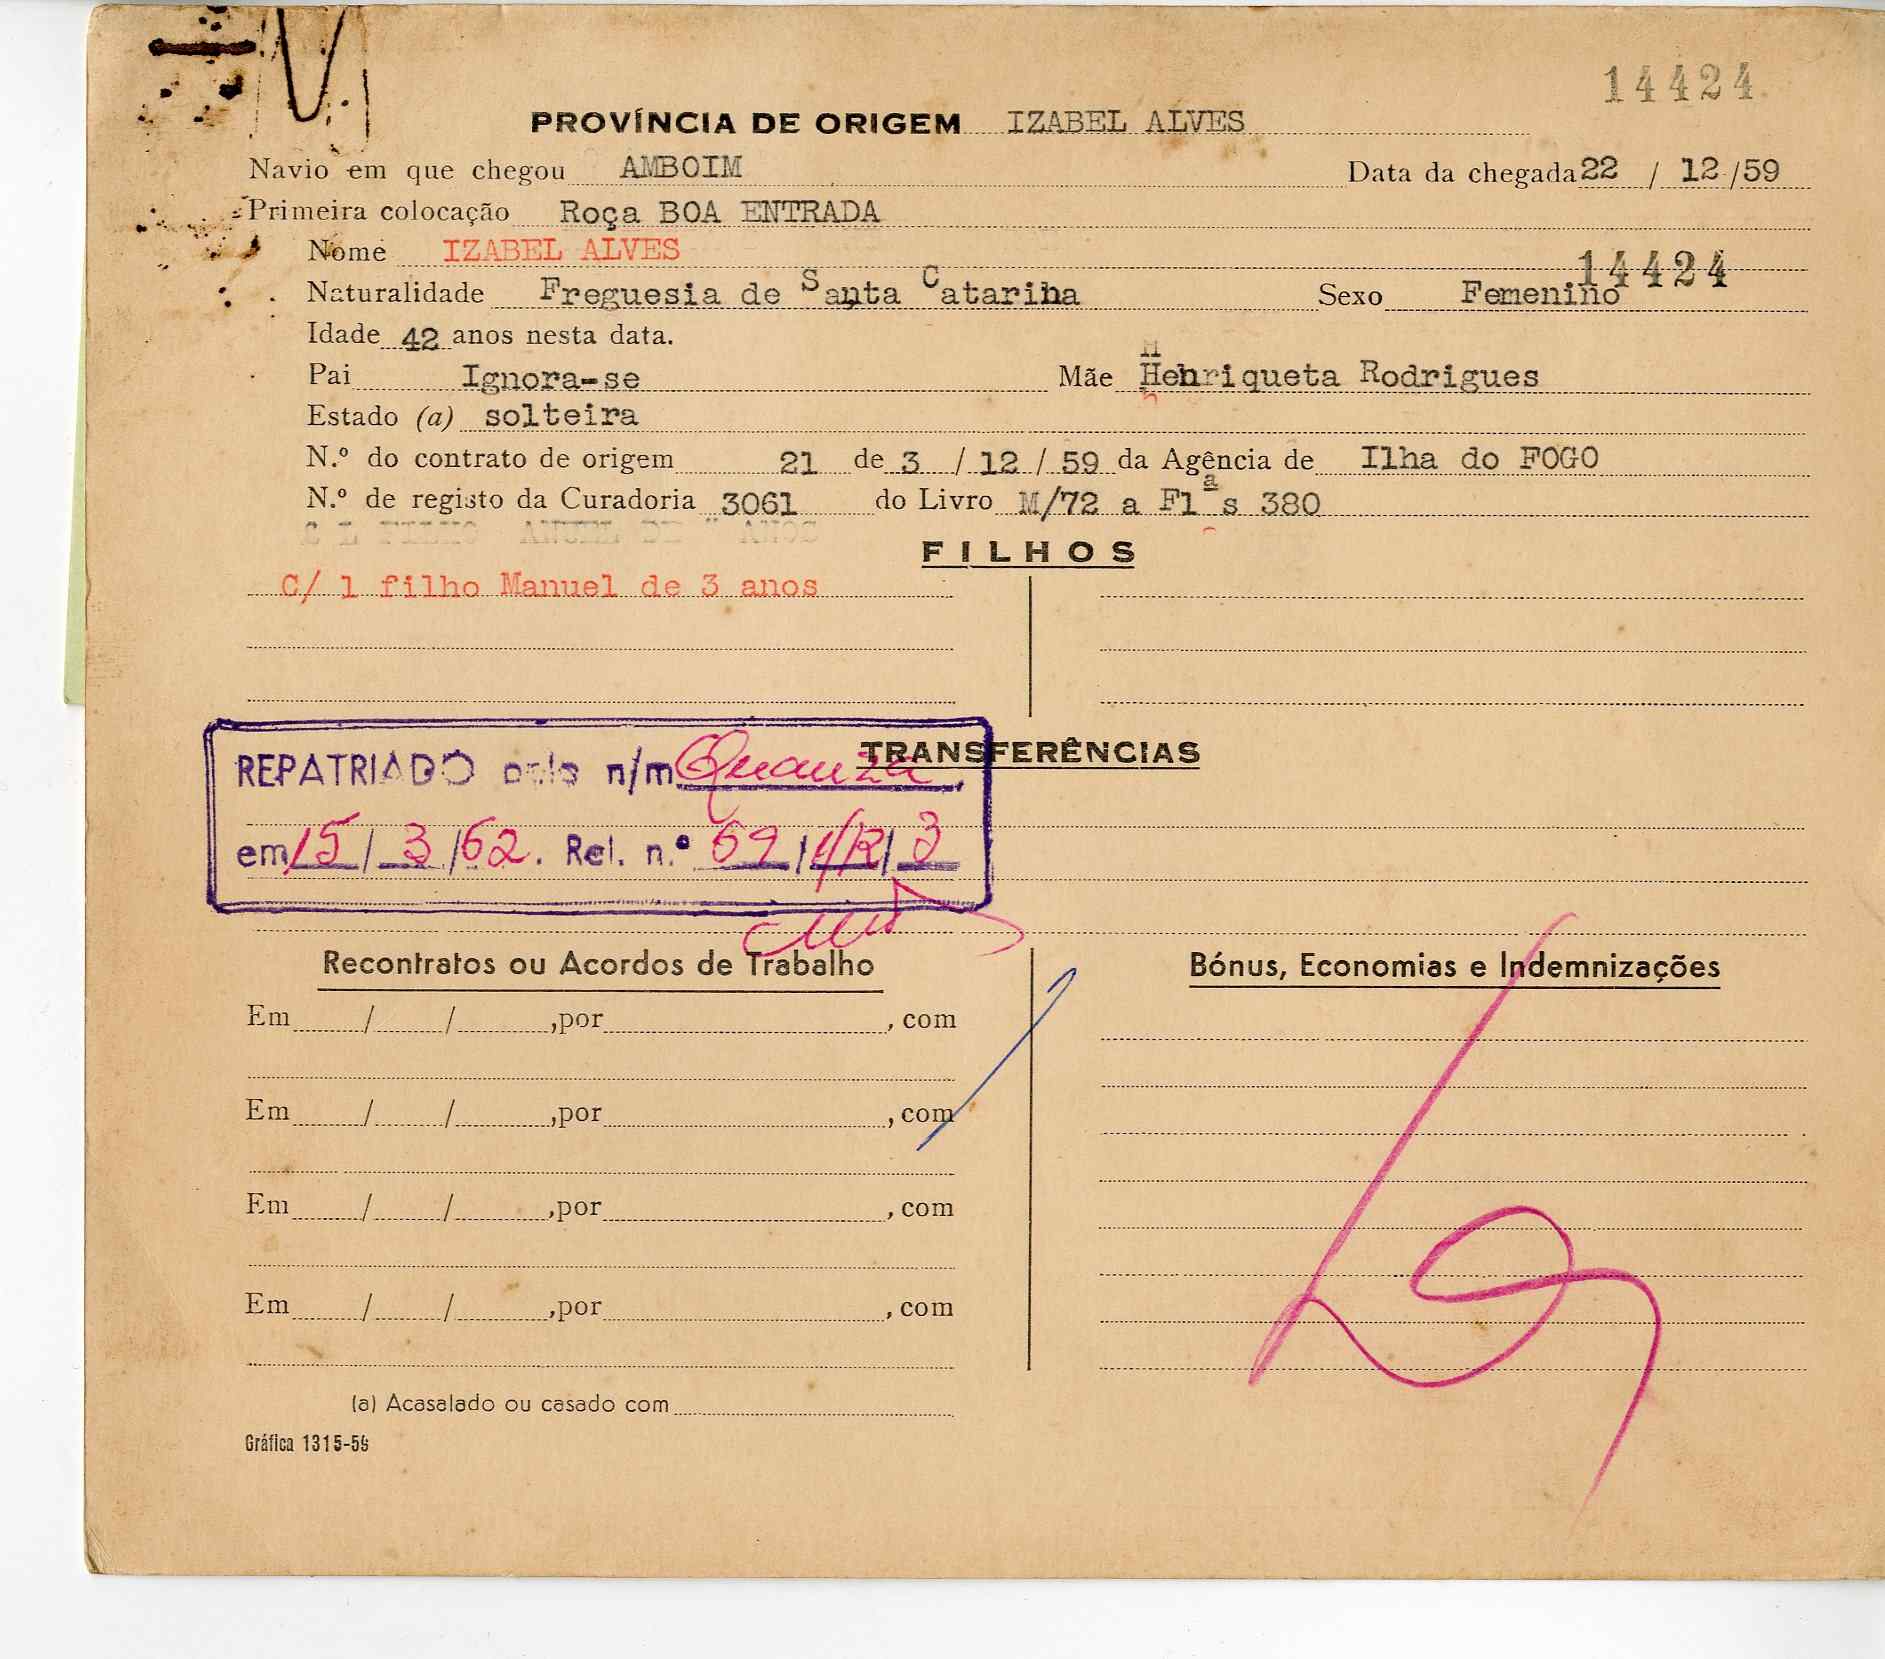 14424
PROVÍNCIA DE ORIGEM IZABEL ALVES
Navio em que chegou AMBOIM Data da chegada 22 / 12 /59
Primeira colocação Roça BOA ENTRADA
Nome IZABEL ALVES
14424
Naturalidade Freguesia de Santa Catarina Sexo Femenino
Idade 42 anos nesta data.
Pai Ignora-se Mãe Henriqueta Rodrigues
Estado (a) solteira
N.º do contrato de origem 21 de 3 / 12 / 59 da Agência de Ilha do FOGO
N.º de registo da Curadoria 3061 do Livro M/72 a Flªs 380
FILHOS
C/ 1 filho Manuel de 3 anos
TRANSFERÊNCIAS
REPATRIADO pelo n/m Quanza
em 15 / 3 /62. Rel. n.º 59 / / 3
Recontratos ou Acordos de Trabalho
Em / / ,por , com
Em / / ,por , com
Em / / ,por , com
Em / / ,por , com
(a) Acasalado ou casado com
Gráfica 1315-59
Bónus, Economias e Indemnizações